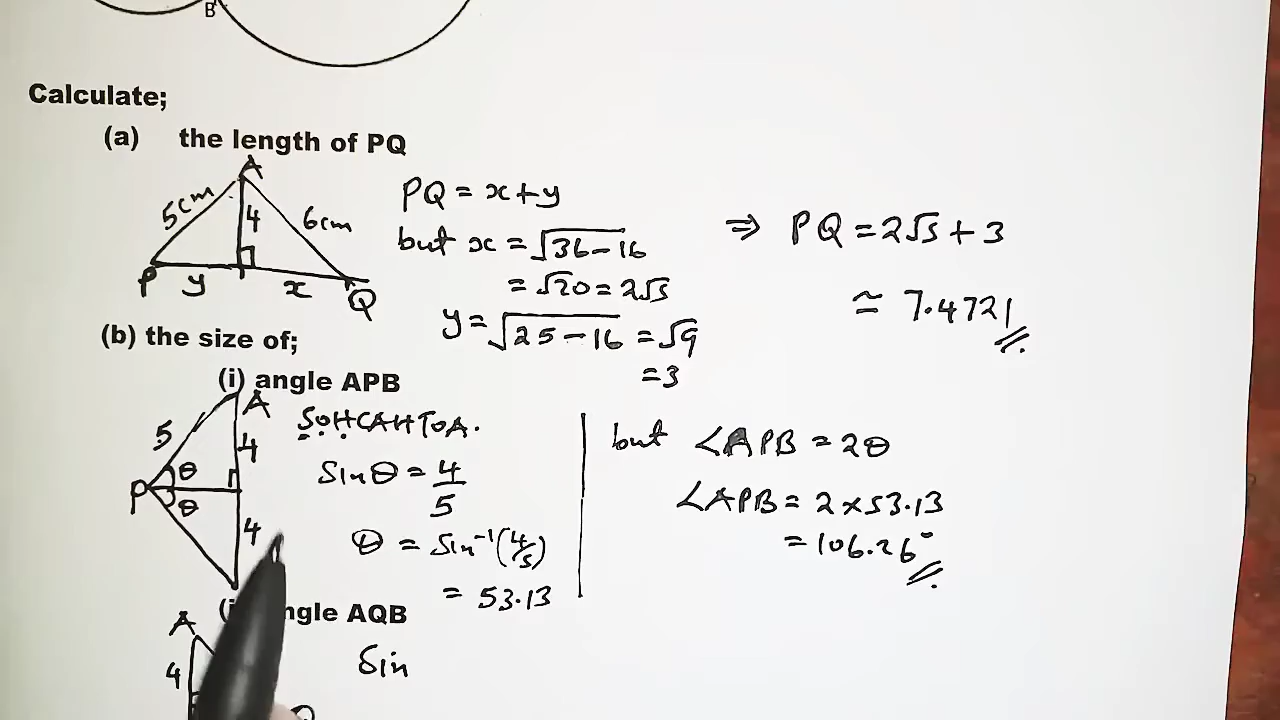 B
Calculate;
(a) the length of PQ
A
5cm
4
6cm
P
y
x
Q
PQ = x + y
but x = √36-16
= √20 = 2√5
y = √25-16 = √9
= 3
⇒ PQ = 2√5 + 3
≈ 7.4721
(b) the size of;
(i) angle APB
A
5
4
θ
P
θ
4
SOHCAHTOA.
Sinθ = 4/5
θ = Sin⁻¹(4/5)
= 53.13
but ∠APB = 2θ
∠APB = 2×53.13
= 106.26°
angle AQB
A
4
Sin